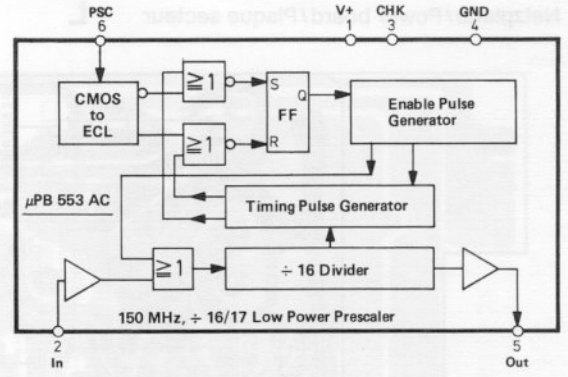 Netzplatte/Power board/Plaque secteur
PSC
6
V+
1
CHK
3
GND
4
CMOS
to
ECL
≧ 1
≧ 1
S
Q
FF
R
Enable Pulse
Generator
μPB 553 AC
Timing Pulse Generator
≧ 1
÷ 16 Divider
150 MHz, ÷ 16/17 Low Power Prescaler
2
In
5
Out